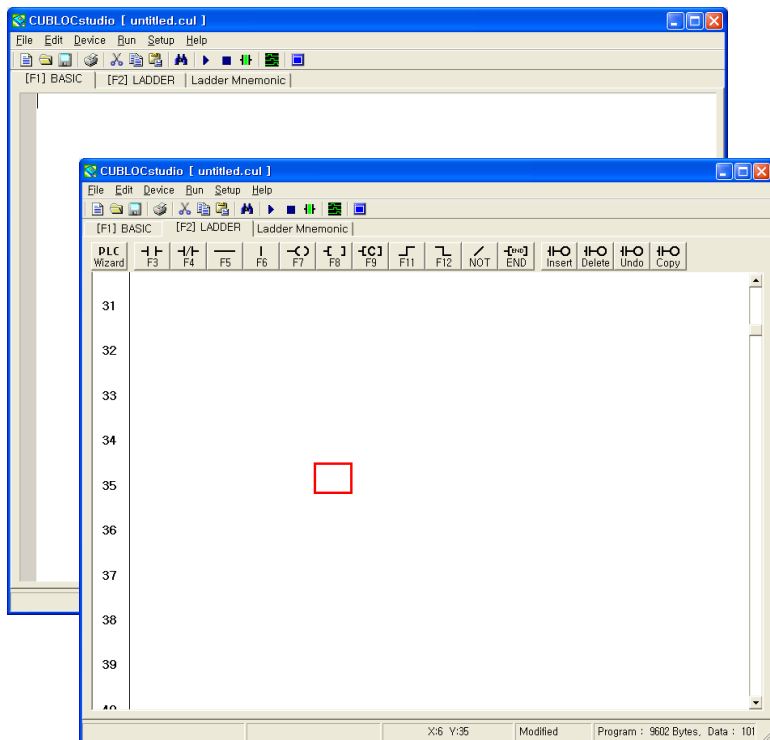 CUBLOCstudio [ untitled.cul ]
File Edit Device Run Setup Help
[F1] BASIC [F2] LADDER Ladder Mnemonic
CUBLOCstudio [ untitled.cul ]
File Edit Device Run Setup Help
[F1] BASIC [F2] LADDER Ladder Mnemonic
PLC [C] [END]
Wizard F3 F4 F5 F6 F7 F8 F9 F11 F12 NOT END Insert Delete Undo Copy
31
32
33
34
35
36
37
38
39
40
X:6 Y:35 Modified Program : 9602 Bytes, Data : 101